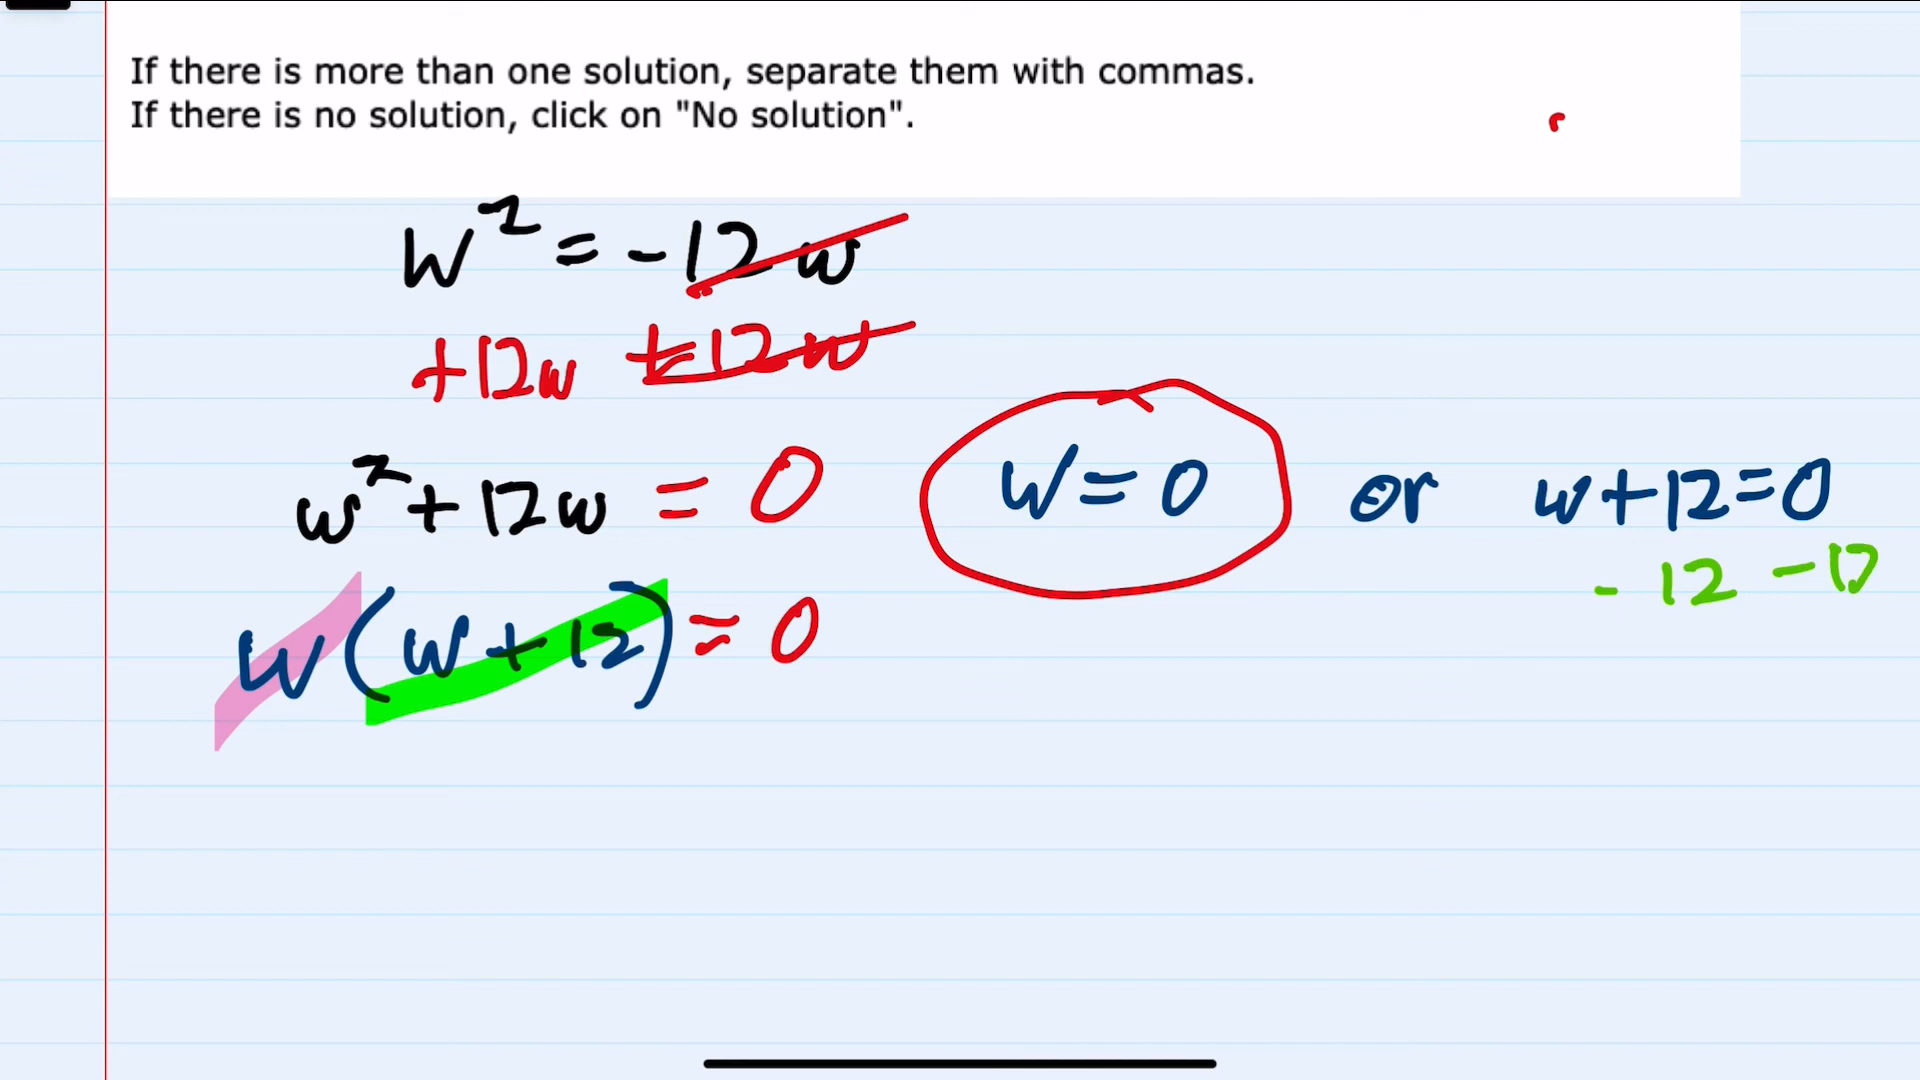 If there is more than one solution, separate them with commas.
If there is no solution, click on "No solution".
w² = -12w
+12w +12w
w² + 12w = 0
w = 0 or w+12=0
- 12 -12
w(w+12) = 0